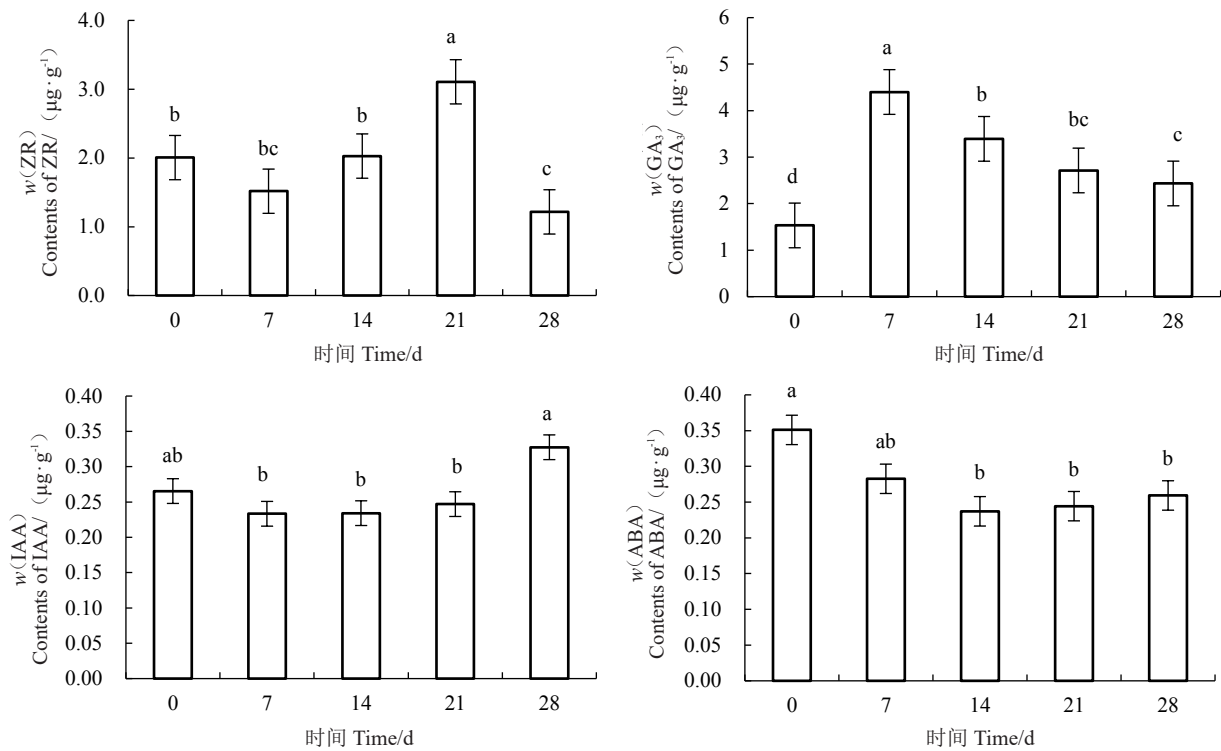 4.0
3.0
2.0
1.0
0.0
w(ZR)
Contents of ZR/（μg·g⁻¹)
b
bc
b
a
c
0 7 14 21 28
时间 Time/d
6
5
4
3
2
1
0
w(GA₃)
Contents of GA₃/（μg·g⁻¹)
d
a
b
bc
c
0 7 14 21 28
时间 Time/d
0.40
0.35
0.30
0.25
0.20
0.15
0.10
0.05
0.00
w(IAA)
Contents of IAA/（μg·g⁻¹)
ab
b
b
b
a
0 7 14 21 28
时间 Time/d
0.40
0.35
0.30
0.25
0.20
0.15
0.10
0.05
0.00
w(ABA)
Contents of ABA/（μg·g⁻¹)
a
ab
b
b
b
0 7 14 21 28
时间 Time/d